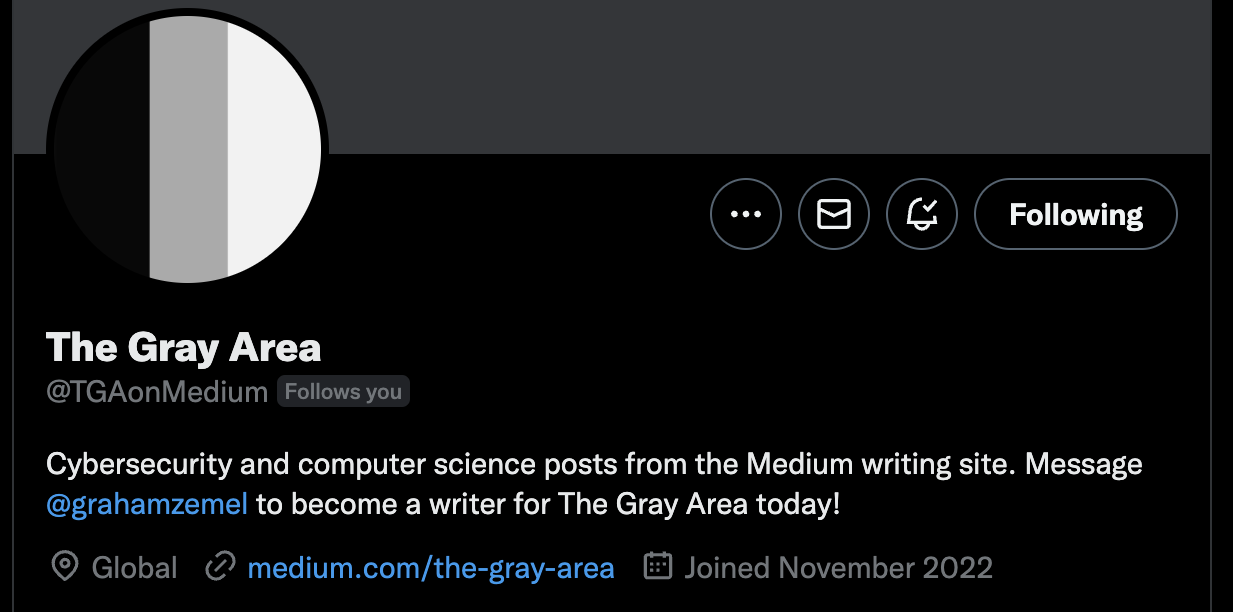 Following
The Gray Area
@TGAonMedium Follows you
Cybersecurity and computer science posts from the Medium writing site. Message
@grahamzemel to become a writer for The Gray Area today!
Global medium.com/the-gray-area Joined November 2022